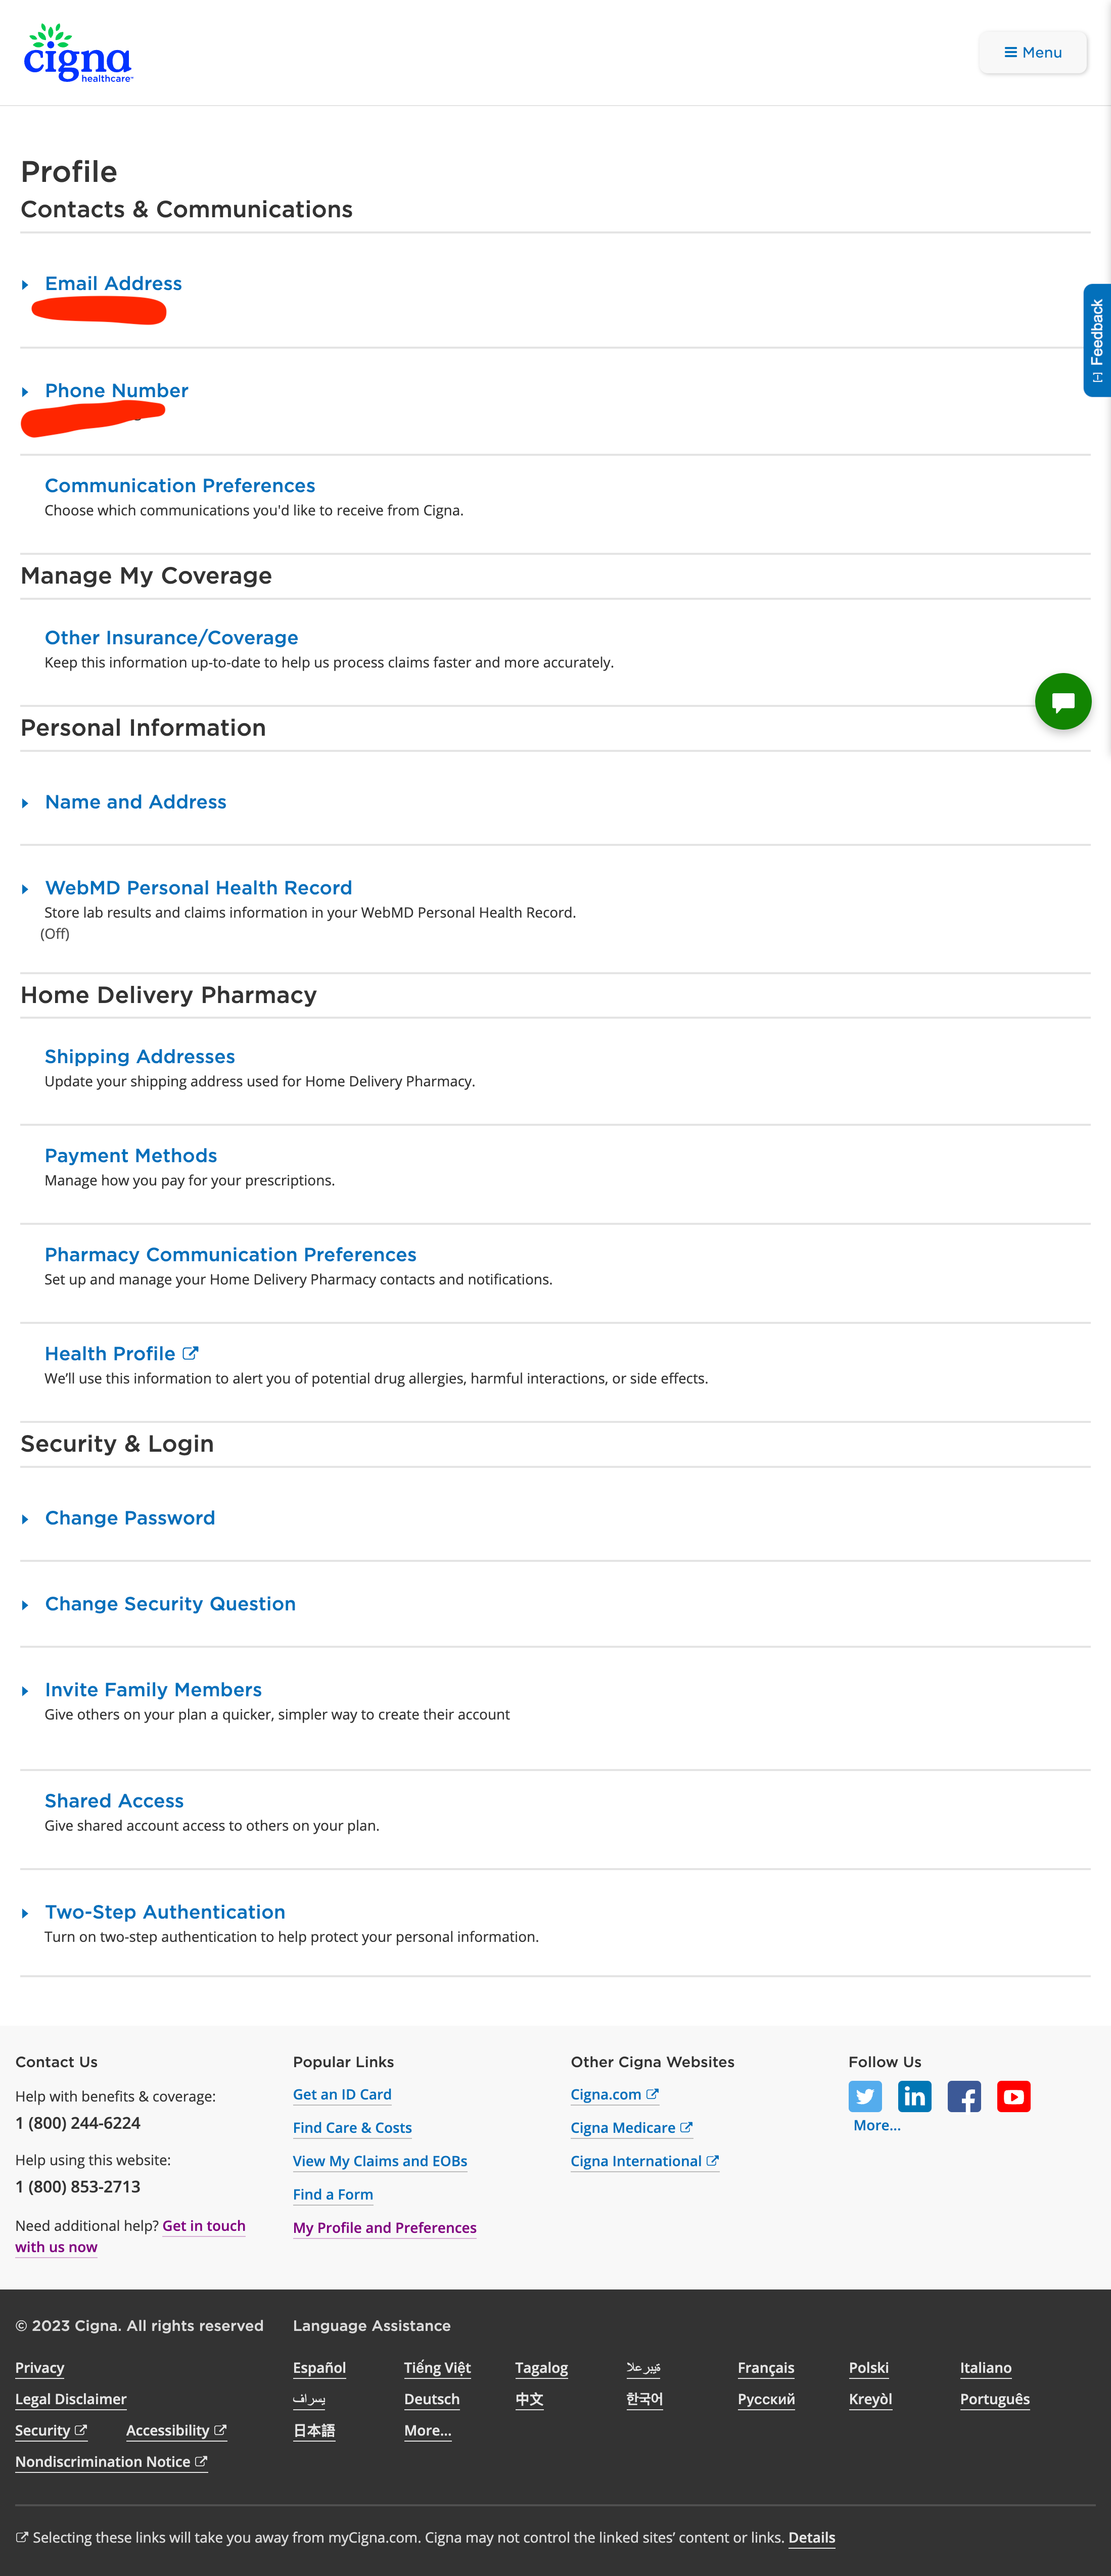 cigna
healthcare
Menu
Profile
Contacts & Communications
Email Address
Feedback
Phone Number
Communication Preferences
Choose which communications you'd like to receive from Cigna.
Manage My Coverage
Other Insurance/Coverage
Keep this information up-to-date to help us process claims faster and more accurately.
Personal Information
Name and Address
WebMD Personal Health Record
Store lab results and claims information in your WebMD Personal Health Record.
(Off)
Home Delivery Pharmacy
Shipping Addresses
Update your shipping address used for Home Delivery Pharmacy.
Payment Methods
Manage how you pay for your prescriptions.
Pharmacy Communication Preferences
Set up and manage your Home Delivery Pharmacy contacts and notifications.
Health Profile
We'll use this information to alert you of potential drug allergies, harmful interactions, or side effects.
Security & Login
Change Password
Change Security Question
Invite Family Members
Give others on your plan a quicker, simpler way to create their account
Shared Access
Give shared account access to others on your plan.
Two-Step Authentication
Turn on two-step authentication to help protect your personal information.
Contact Us
Help with benefits & coverage:
1 (800) 244-6224
Help using this website:
1 (800) 853-2713
Need additional help? Get in touch
with us now
Popular Links
Get an ID Card
Find Care & Costs
View My Claims and EOBs
Find a Form
My Profile and Preferences
Other Cigna Websites
Cigna.com
Cigna Medicare
Cigna International
Follow Us
More...
© 2023 Cigna. All rights reserved
Privacy
Legal Disclaimer
Security Accessibility
Nondiscrimination Notice
Language Assistance
Español Tiếng Việt Tagalog ةيبرعلا Français Polski Italiano
يسراف Deutsch 中文 한국어 Русский Kreyòl Português
日本語 More...
Selecting these links will take you away from myCigna.com. Cigna may not control the linked sites' content or links. Details